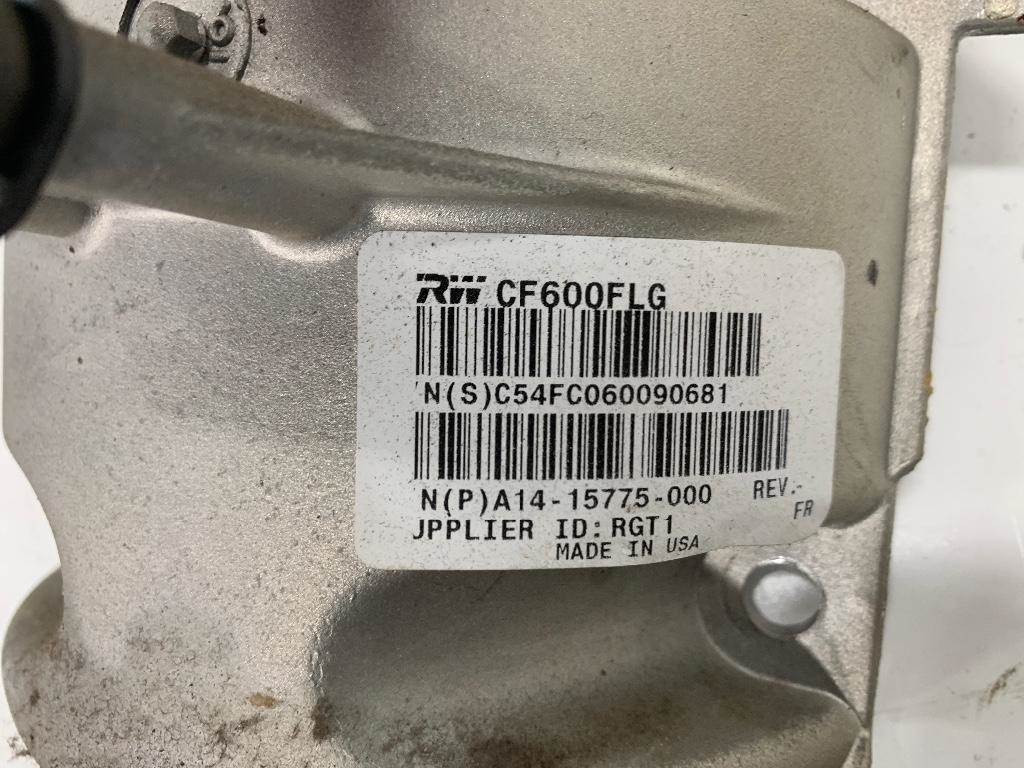 RW CF600FLG
N(S)C54FC060090681
N(P)A14-15775-000 REV.-
JPPLIER ID: RGT1 FR
MADE IN USA